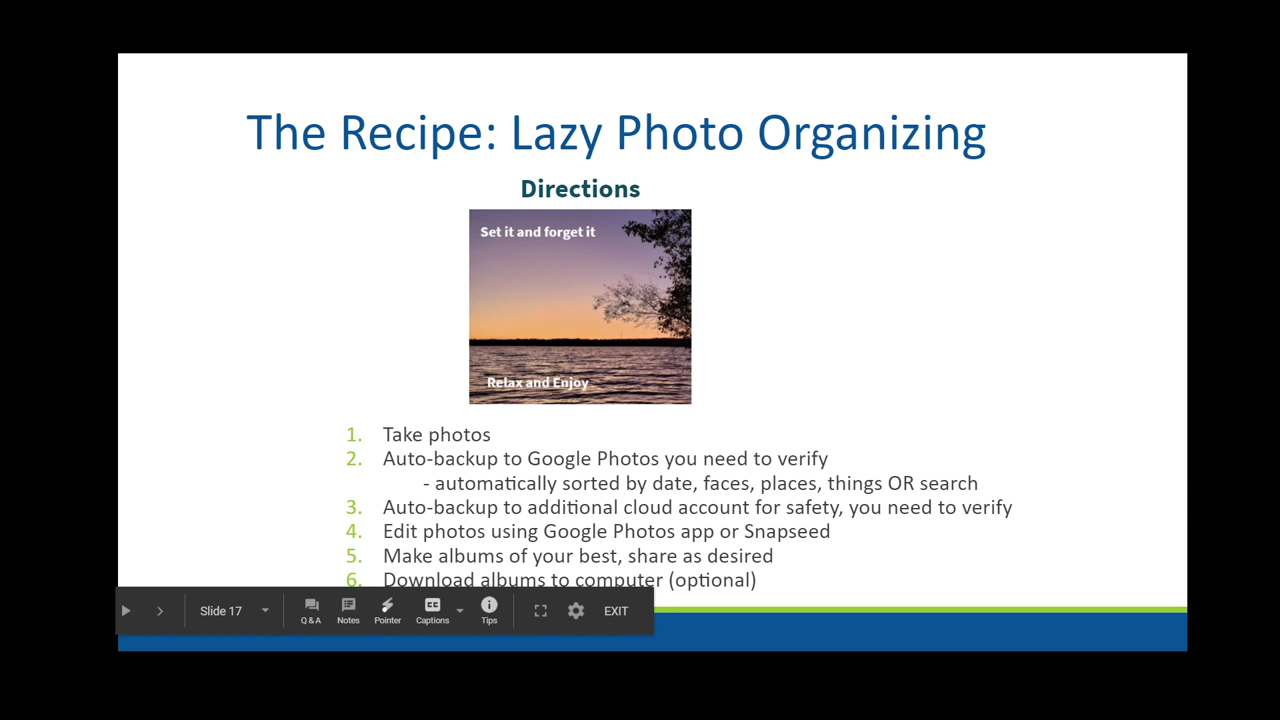 The Recipe: Lazy Photo Organizing
Directions
Set it and forget it
Relax and Enjoy
1. Take photos
2. Auto-backup to Google Photos you need to verify
- automatically sorted by date, faces, places, things OR search
3. Auto-backup to additional cloud account for safety, you need to verify
4. Edit photos using Google Photos app or Snapseed
5. Make albums of your best, share as desired
6. Download albums to computer (optional)
Slide 17
Q & A
Notes
Pointer
CC
Captions
Tips
EXIT